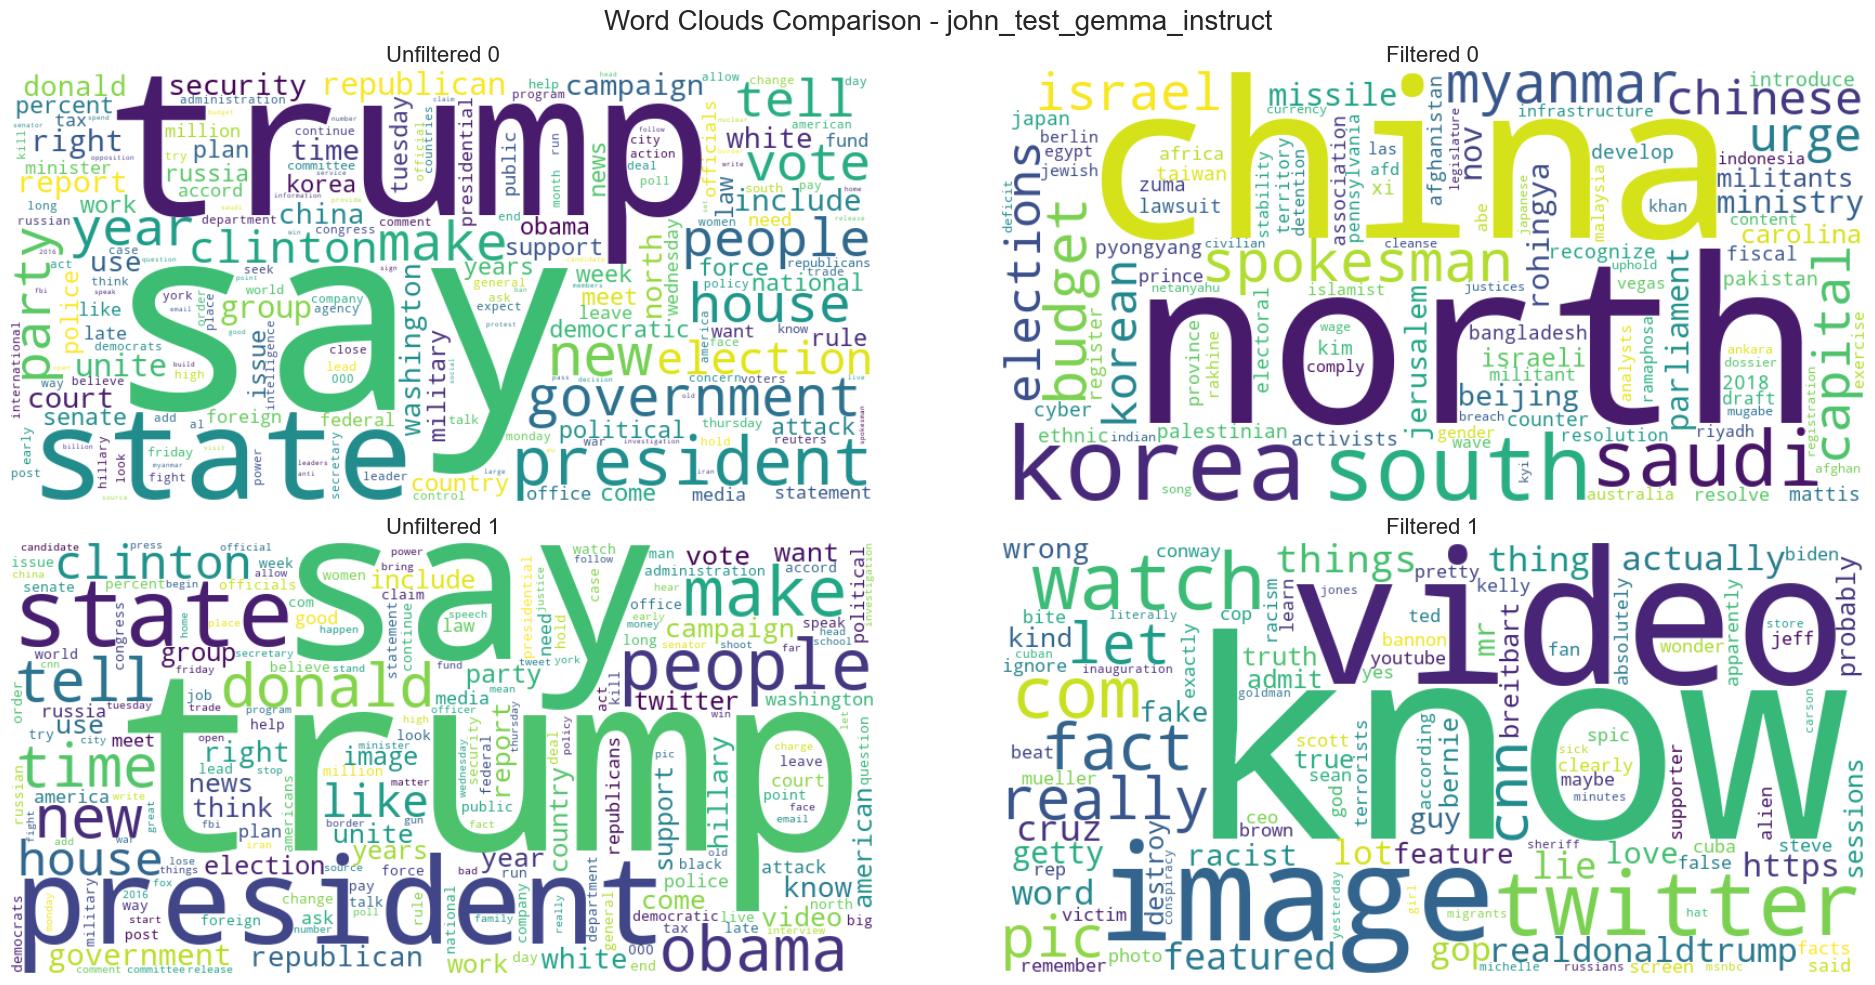 Word Clouds Comparison - john_test_gemma_instruct
Unfiltered 0
donald security republican help campaign allow change day
percent administration program tell
tax spend million continue tuesday presidential white american
right try plan time public news officials vote fund
minister russia committee korea city action deal poll
report accord work china obama law include
long russian department comment congress support south pay need women
trump
party year clinton make people
use act case question seek years week force republicans
think world general ask meet policy national trade
police like york group company agency expect leave north wednesday house
late place washington democratic america want know rule
democrats issue close lead 000 new election race
say
unite way believe high build military government
international court intelligence concern voters
senate add al foreign federal talk political thursday attack
early state friday power monday war investigation hold reuters
post hillary look myanmar fight secretary leader country president
billion visit source control large iran office come media statement
Filtered 0
israel missile myanmar chinese introduce
japan currency afghanistan nov infrastructure urge
berlin egypt jewish africa taiwan las afd xi legislature develop indonesia
zuma lawsuit stability territory detention association pennsylvania militants
china
elections budget register abe japanese malaysia khan ministry
deficit content carolina
pyongyang civilian cleanse rohingya recognize fiscal
korean prince spokesman uphold pakistan
netanyahu islamist justices vegas capital
north
province rakhine electoral wage kim comply jerusalem bangladesh parliament
israeli militant analysts ramaphosa ankara dossier
beijing 2018 draft exercise
cyber breach counter mugabe registration
ethnic indian palestinian activists gender wave resolution riyadh
korea south saudi afghan
song kyi australia resolve mattis
Unfiltered 1
candidate press official power watch man vote want
issue clinton week bring follow administration accord
china senate percent begin allow women include case hear
officials claim justice office make political investigation
say
state com good speech presidential early money
congress home place happen law need hold campaign speak head
world group secretary statement continue long senator shoot far school
cnn friday believe stand fund tweet york people
tell donald party mean act kill twitter washington
order job trade media officer
russia tuesday program high thursday win let
use help
try city meet open right look security federal policy deal pic charge
time lead stop image minister report leave
news million wednesday court
america write matter republicans support hillary point
russian new think like public country face american question
trump
fight great fbi americans border gun fact email
add war plan iran unite years old
house lose election year black attack
things source force run police know
fox bad come
president
2016 pay change department democratic live north
democrats monday military way talk rule tax late video big
start foreign ask poll number national family company really general interview
post
government republican work day white 000 end obama
comment committee release
Filtered 1
wrong conway things thing actually biden
watch pretty kelly probably
bite literally cop racism learn jones ted
kind let bannon mr fan store jeff
ignore cuban exactly truth youtube wonder
inauguration admit yes absolutely apparently
video
com fake goldman breitbart carson
fact scott spic
beat true sick clearly
mueller sean according maybe
know
really god terrorists guy bernie cnn minutes supporter alien sessions
cruz ceo brown
getty destroy racist lot feature sheriff cuba steve
rep lie love false https
word conspiracy
image
victim yesterday girl migrants twitter hat
pic featured gop realdonaldtrump facts
remember photo michelle russians screen msnbc said